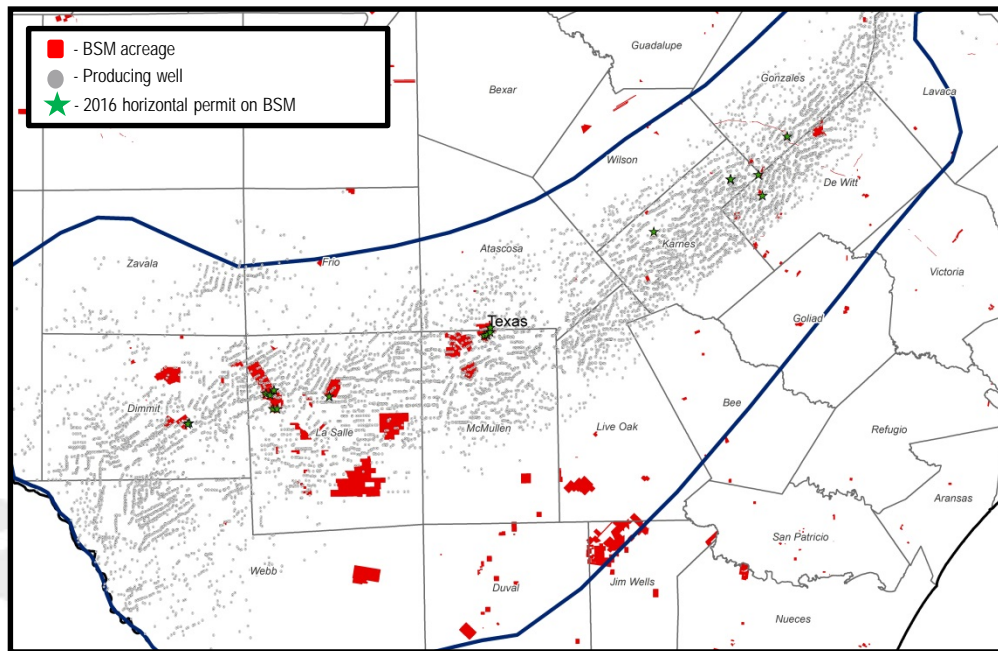 - BSM acreage
- Producing well
- 2016 horizontal permit on BSM
Guadalupe
Gonzales
Bexar
Lavaca
Wilson
De Witt
Karnes
Atascosa
Zavala
Frio
Victoria
Goliad
Texas
Bee
Dimmit
La Salle
McMullen
Live Oak
Refugio
Aransas
San Patricio
Webb
Duval
Jim Wells
Nueces